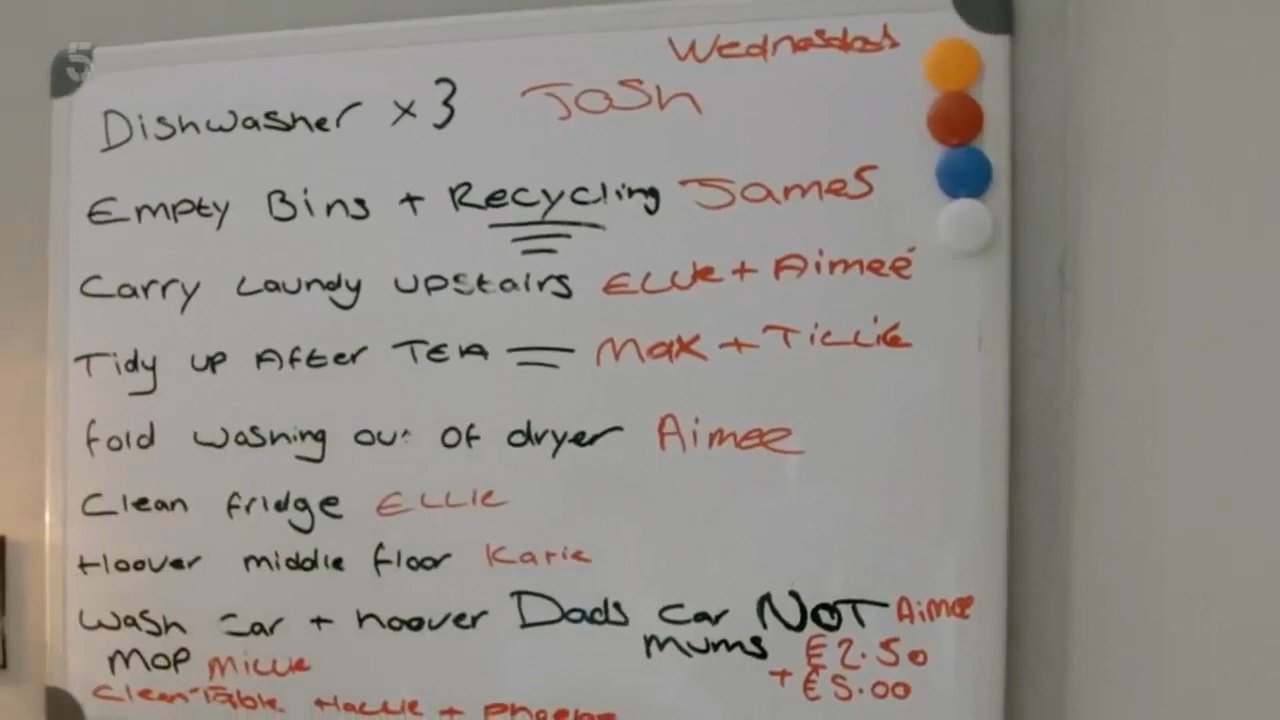 5
Wednesdays
Dishwasher x 3 Josh
Empty Bins + Recycling James
Carry Laundy upstairs Ellie + Aimee
Tidy up After TEA = Max + Tillie
fold washing out of dryer Aimee
Clean fridge Ellie
Hoover middle floor Katie
Wash car + hoover Dads car NOT Aimee
mums £2.50
Mop Millie + £5.00
Clean Table Hallie + Phoebe